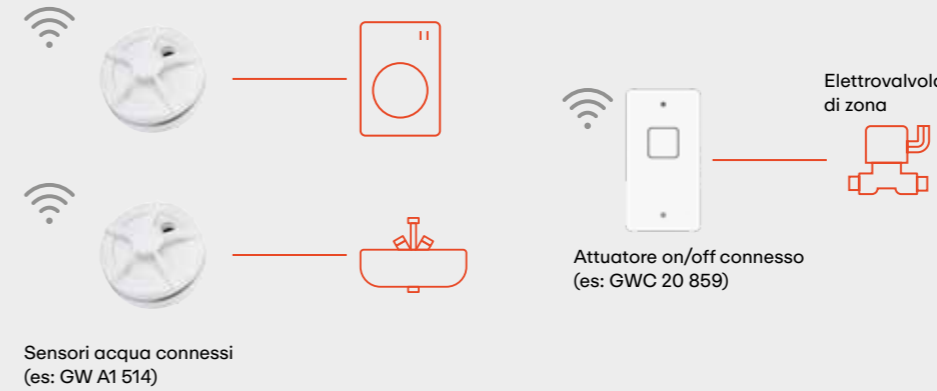 Elettrovalvola
di zona
Attuatore on/off connesso
(es: GWC 20 859)
Sensori acqua connessi
(es: GW A1 514)